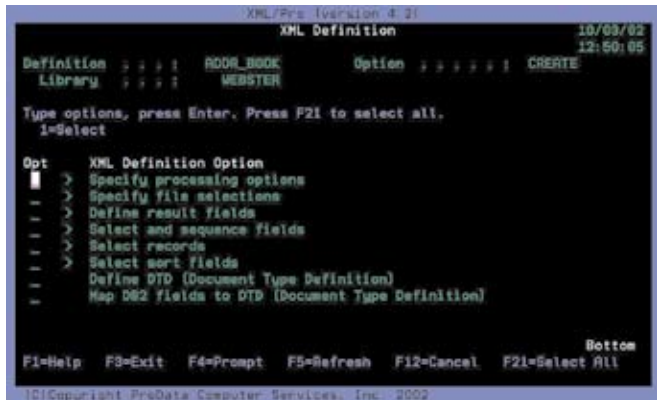 XML/Pro (version 4.2)
XML Definition 10/03/02
12:50:05
Definition . . . : ADDR_BOOK Option . . . . . : CREATE
Library . . . : WEBSTER
Type options, press Enter. Press F21 to select all.
1=Select
Opt XML Definition Option
_ > Specify processing options
_ > Specify file selections
_ > Define result fields
_ > Select and sequence fields
_ > Select records
_ > Select sort fields
_ Define DTD (Document Type Definition)
_ Map DB2 fields to DTD (Document Type Definition)
Bottom
F1=Help F3=Exit F4=Prompt F5=Refresh F12=Cancel F21=Select All
(C)Copyright ProData Computer Services, Inc. 2002